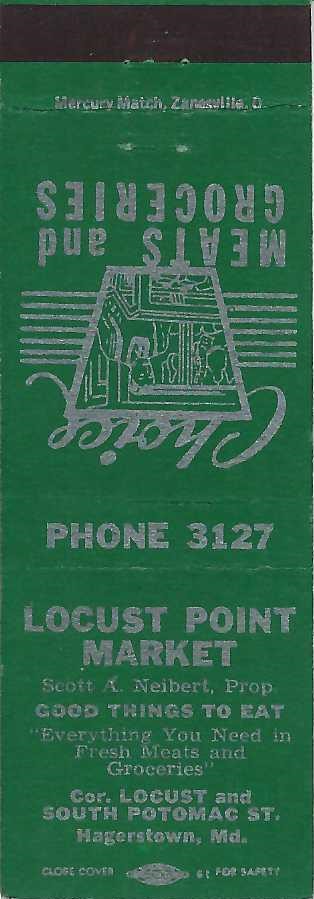 Mercury Match, Zanesville, O.
Choice
MEATS and
GROCERIES
PHONE 3127
LOCUST POINT
MARKET
Scott A. Neibert, Prop.
GOOD THINGS TO EAT
"Everything You Need in
Fresh Meats and
Groceries"
Cor. LOCUST and
SOUTH POTOMAC ST.
Hagerstown, Md.
CLOSE COVER FOR SAFETY